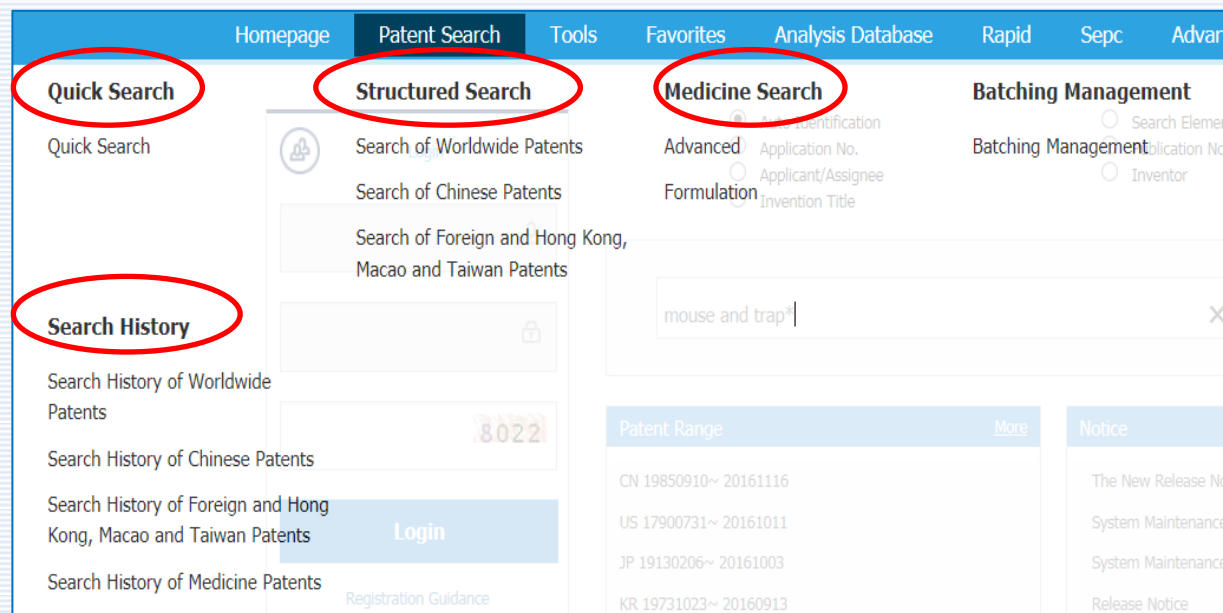 Homepage Patent Search Tools Favorites Analysis Database Rapid Sepc Advan
Quick Search
Quick Search
Structured Search
Search of Worldwide Patents
Search of Chinese Patents
Search of Foreign and Hong Kong,
Macao and Taiwan Patents
Medicine Search
Advanced
Formulation
Batching Management
Batching Management
Auto Identification
Application No.
Applicant/Assignee
Invention Title
Search Elemen
Publication No
Inventor
Search History
Search History of Worldwide
Patents
Search History of Chinese Patents
Search History of Foreign and Hong
Kong, Macao and Taiwan Patents
Search History of Medicine Patents
8022
Login
Registration Guidance
mouse and trap*
Patent Range More
CN 19850910~ 20161116
US 17900731~ 20161011
JP 19130206~ 20161003
KR 19731023~ 20160913
Notice
The New Release No
System Maintenance
System Maintenance
Release Notice